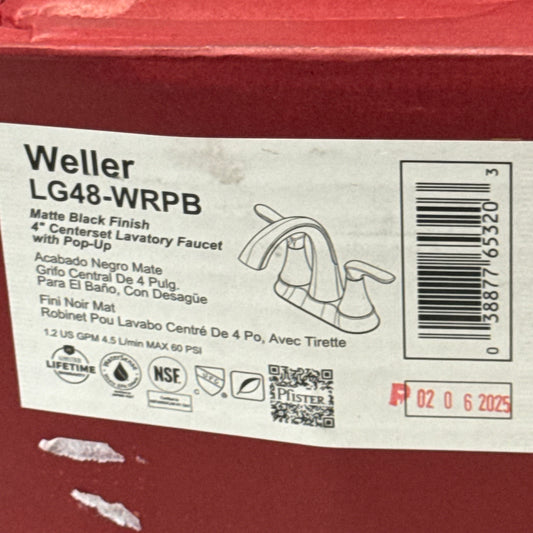 Weller
LG48-WRPB
Matte Black Finish
4" Centerset Lavatory Faucet
with Pop-Up
Acabado Negro Mate
Grifo Central De 4 Pulg.
Para El Baño, Con Desagüe
Fini Noir Mat
Robinet Pou Lavabo Centré De 4 Po, Avec Tirette
1.2 US GPM 4.5 L/min MAX 60 PSI
LIFETIME
WARRANTY
WaterSense
NSF
UPC
Pfister
0 38877 65320 3
P 02 0 6 2025